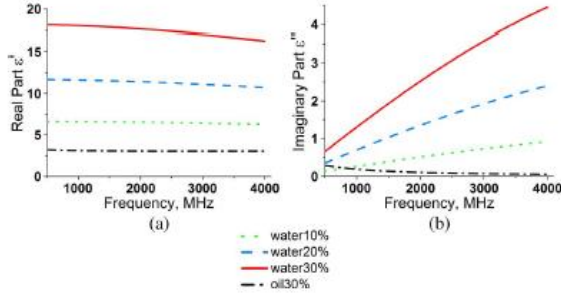 20
15
10
5
0
Real Part ε'
1000 2000 3000 4000
Frequency, MHz
(a)
4
3
2
1
0
Imaginary Part ε"
1000 2000 3000 4000
Frequency, MHz
(b)
water10%
water20%
water30%
oil30%